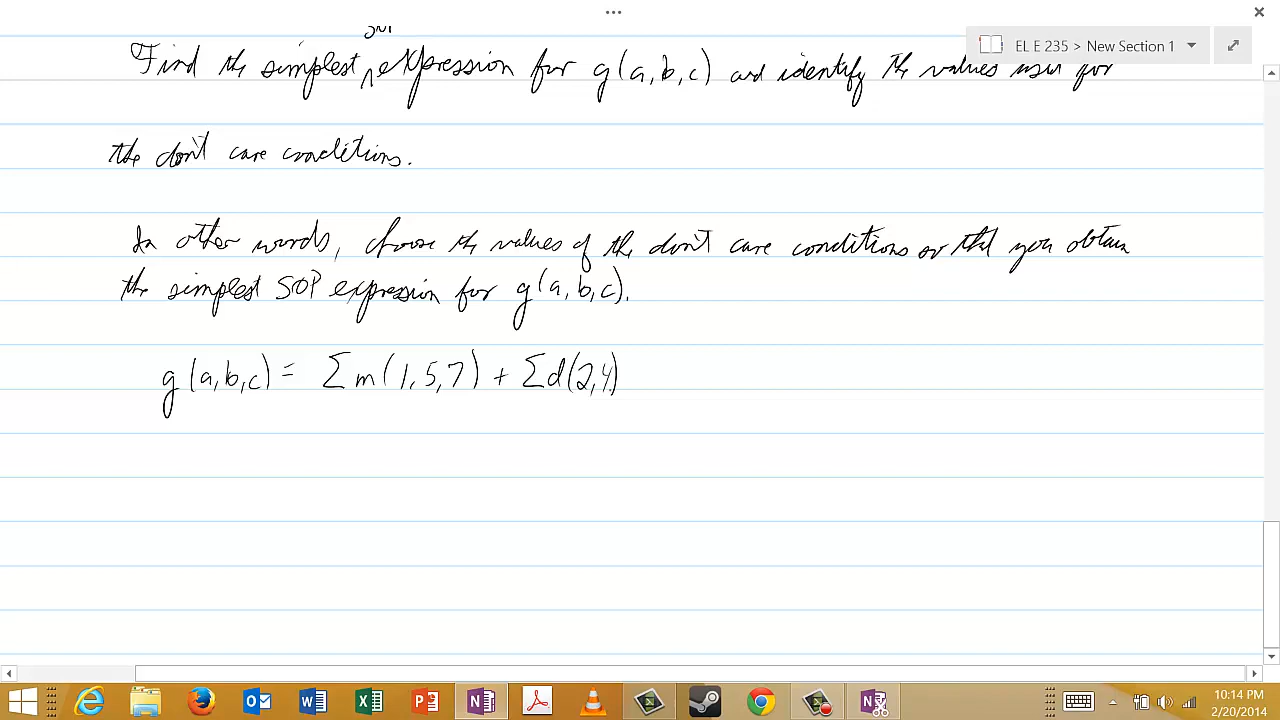 SOP
EL E 235 > New Section 1
Find the simplest ^ expression for g(a,b,c) and identify the values used for
the don't care conditions.
In other words, choose the values of the don't care conditions so that you obtain
the simplest SOP expression for g(a,b,c).
g(a,b,c) = Σm(1,5,7) + Σd(2,4)
10:14 PM
2/20/2014